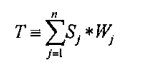 T ≡ ∑_{j=1}^{n} S_j * W_j